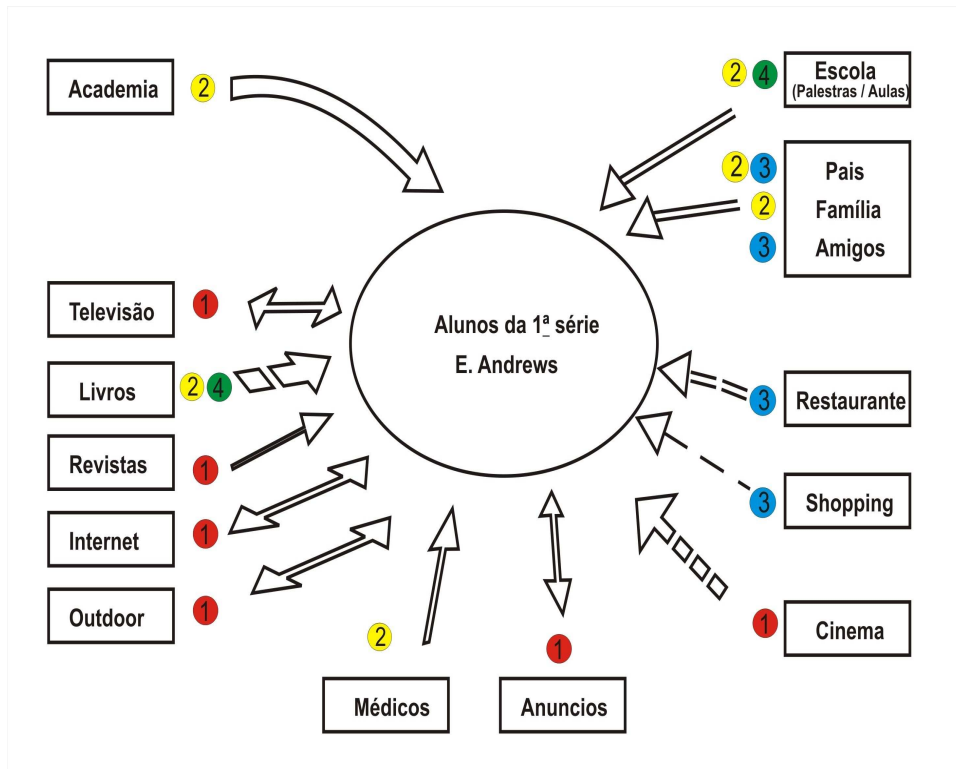 Academia 2
2 4 Escola
(Palestras / Aulas)
2 3 Pais
2 Família
3 Amigos
Televisão 1
Alunos da 1ª série
E. Andrews
Livros 2 4
3 Restaurante
Revistas 1
3 Shopping
Internet 1
Outdoor 1
1 Cinema
2
Médicos
1
Anuncios